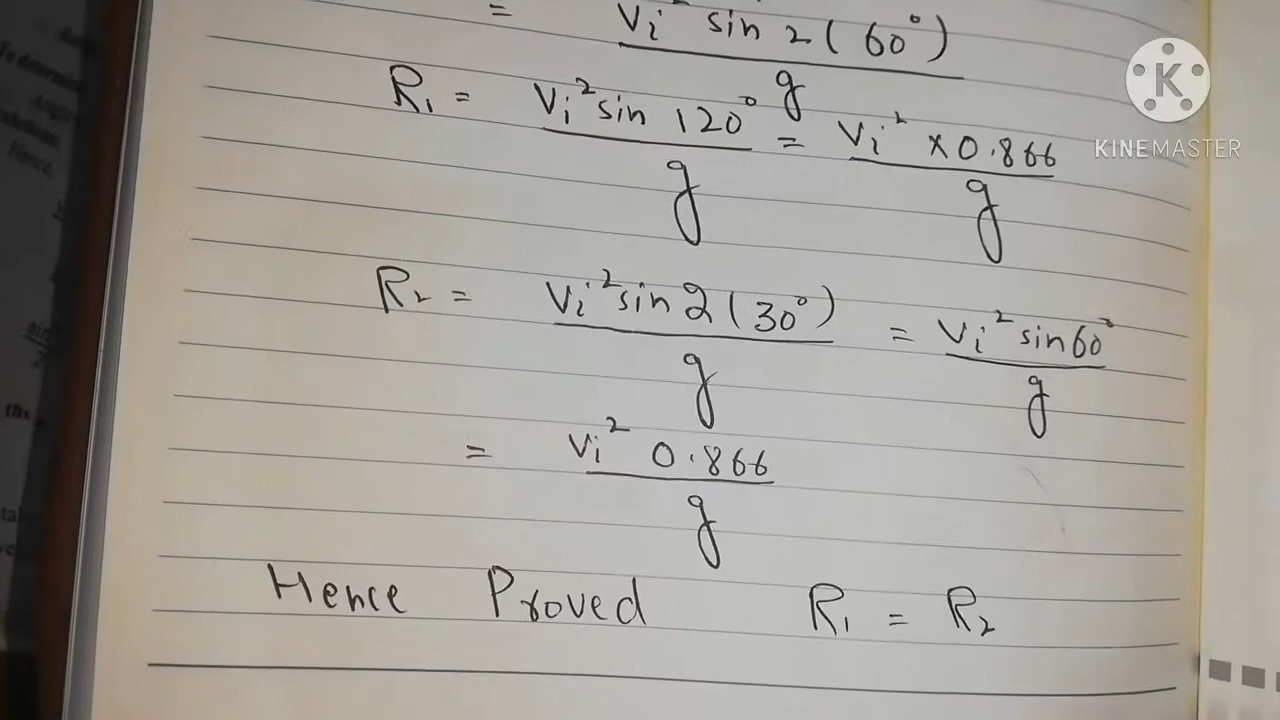 = Vi² sin 2(60°)
g
R₁ = Vi² sin 120° / g = Vi² × 0.866 / g
R₂ = Vi² sin 2(30°) / g = Vi² sin 60° / g
= Vi² 0.866 / g
Hence Proved R₁ = R₂
K
KINEMASTER